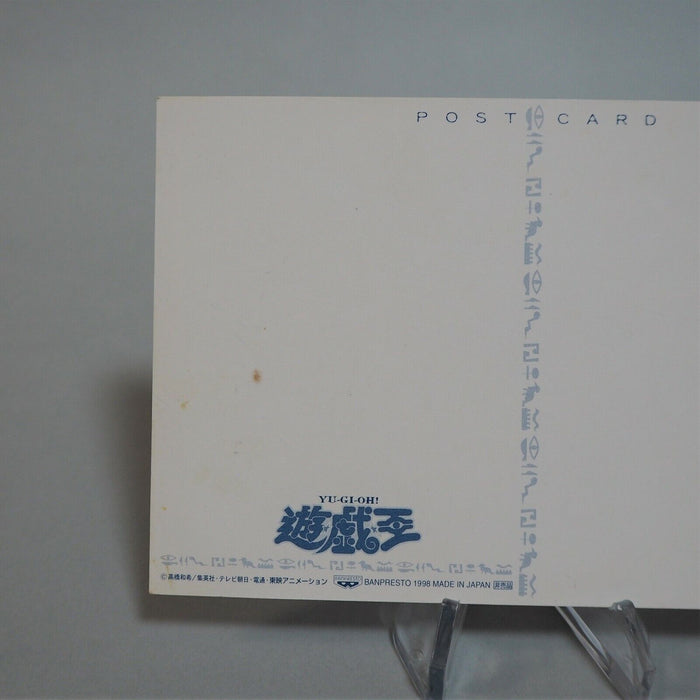 POST CARD
YU-GI-OH!
遊戯王
©高橋和希／集英社・テレビ朝日・電通・東映アニメーション BANPRESTO BANPRESTO 1998 MADE IN JAPAN 非売品